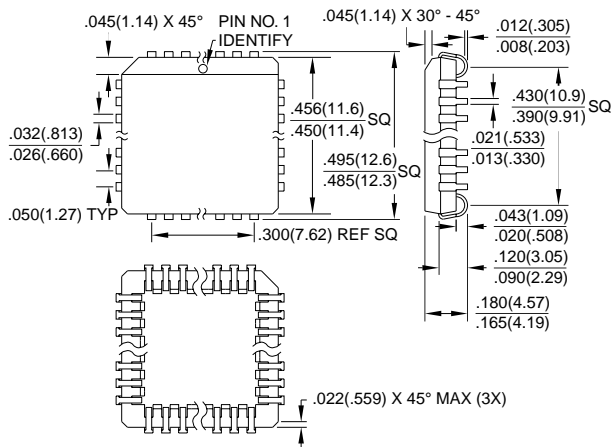 .045(1.14) X 45°
PIN NO. 1
IDENTIFY
.045(1.14) X 30° - 45°
.012(.305)
.008(.203)
.032(.813)
.026(.660)
.456(11.6)
.450(11.4)
SQ
.495(12.6)
.485(12.3)
SQ
.430(10.9)
.390(9.91)
SQ
.021(.533)
.013(.330)
.050(1.27) TYP
.300(7.62) REF SQ
.043(1.09)
.020(.508)
.120(3.05)
.090(2.29)
.180(4.57)
.165(4.19)
.022(.559) X 45° MAX (3X)